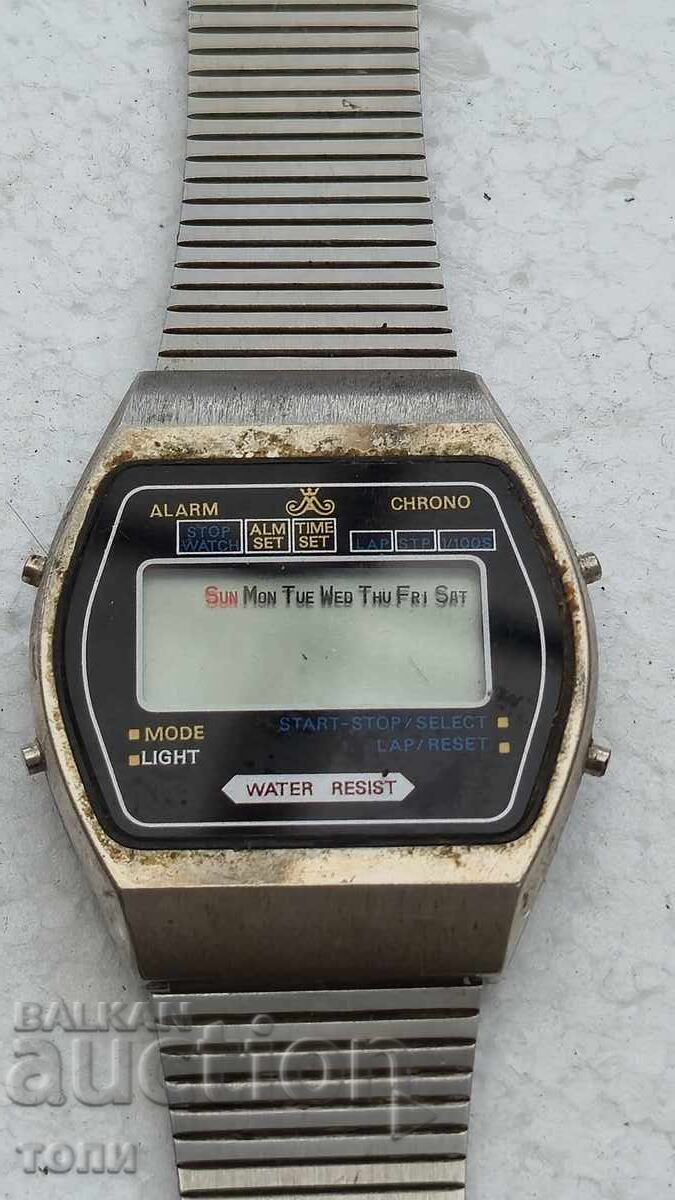 ALARM CHRONO
STOP WATCH ALM SET TIME SET LAP STP 1/100S
SUN MON TUE WED THU FRI SAT
MODE START-STOP/SELECT
LIGHT LAP/RESET
WATER RESIST
BALKAN
auction
топи